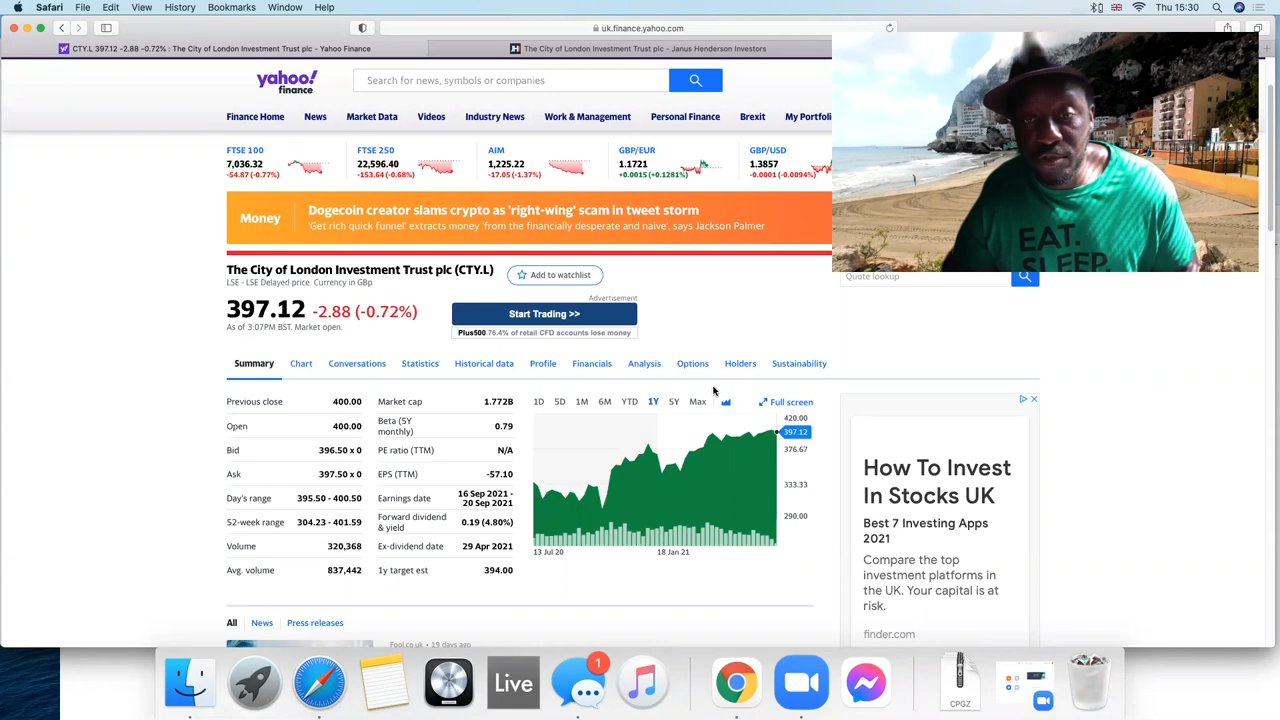 Safari File Edit View History Bookmarks Window Help
Thu 15:30
uk.finance.yahoo.com
CTY.L 397.12 -2.88 -0.72% : The City of London Investment Trust plc - Yahoo Finance
The City of London Investment Trust plc - Janus Henderson Investors
yahoo!
finance
Search for news, symbols or companies
Finance Home News Market Data Videos Industry News Work & Management Personal Finance Brexit My Portfoli
FTSE 100
7,036.32
-54.87 (-0.77%)
FTSE 250
22,596.40
-153.64 (-0.68%)
AIM
1,225.22
-17.05 (-1.37%)
GBP/EUR
1.1721
+0.0015 (+0.1281%)
GBP/USD
1.3857
-0.0001 (-0.0094%)
Money
Dogecoin creator slams crypto as 'right-wing' scam in tweet storm
'Get rich quick funnel' extracts money 'from the financially desperate and naive', says Jackson Palmer
EAT.
SLEEP.
Quote lookup
The City of London Investment Trust plc (CTY.L)
Add to watchlist
LSE - LSE Delayed price. Currency in GBp
397.12 -2.88 (-0.72%)
As of 3:07PM BST. Market open.
Advertisement
Start Trading >>
Plus500 76.4% of retail CFD accounts lose money
Summary Chart Conversations Statistics Historical data Profile Financials Analysis Options Holders Sustainability
Previous close 400.00
Open 400.00
Bid 396.50 x 0
Ask 397.50 x 0
Day's range 395.50 - 400.50
52-week range 304.23 - 401.59
Volume 320,368
Avg. volume 837,442
Market cap 1.772B
Beta (5Y monthly) 0.79
PE ratio (TTM) N/A
EPS (TTM) -57.10
Earnings date 16 Sep 2021 - 20 Sep 2021
Forward dividend & yield 0.19 (4.80%)
Ex-dividend date 29 Apr 2021
1y target est 394.00
1D 5D 1M 6M YTD 1Y 5Y Max
Full screen
420.00
397.12
376.67
333.33
290.00
13 Jul 20 18 Jan 21
How To Invest
In Stocks UK
Best 7 Investing Apps
2021
Compare the top
investment platforms in
the UK. Your capital is at
risk.
finder.com
All News Press releases
Fool.co.uk • 19 days ago
Live
1
CPGZ